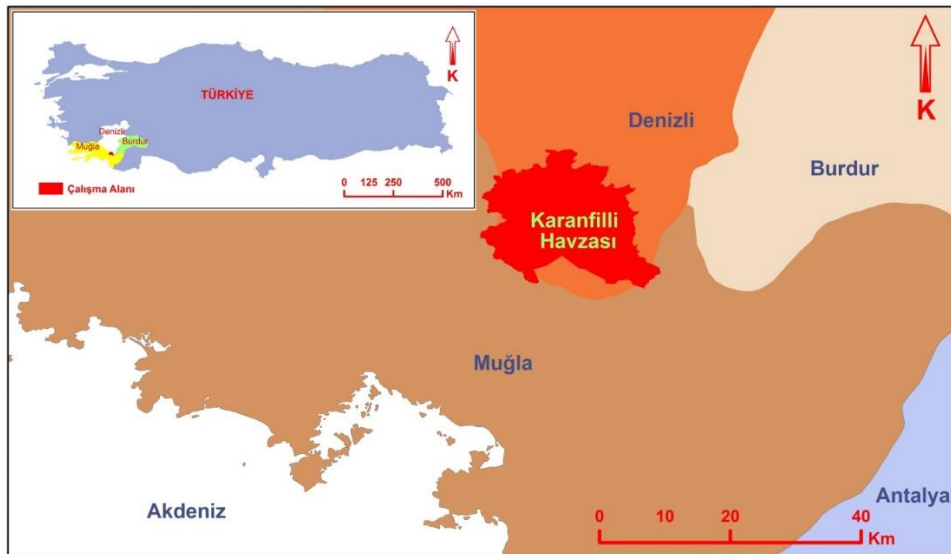 TÜRKİYE
K
Denizli
Muğla
Burdur
Çalışma Alanı
0 125 250 500
Km
K
Denizli
Burdur
Karanfilli
Havzası
Muğla
Akdeniz
Antalya
0 10 20 40
Km